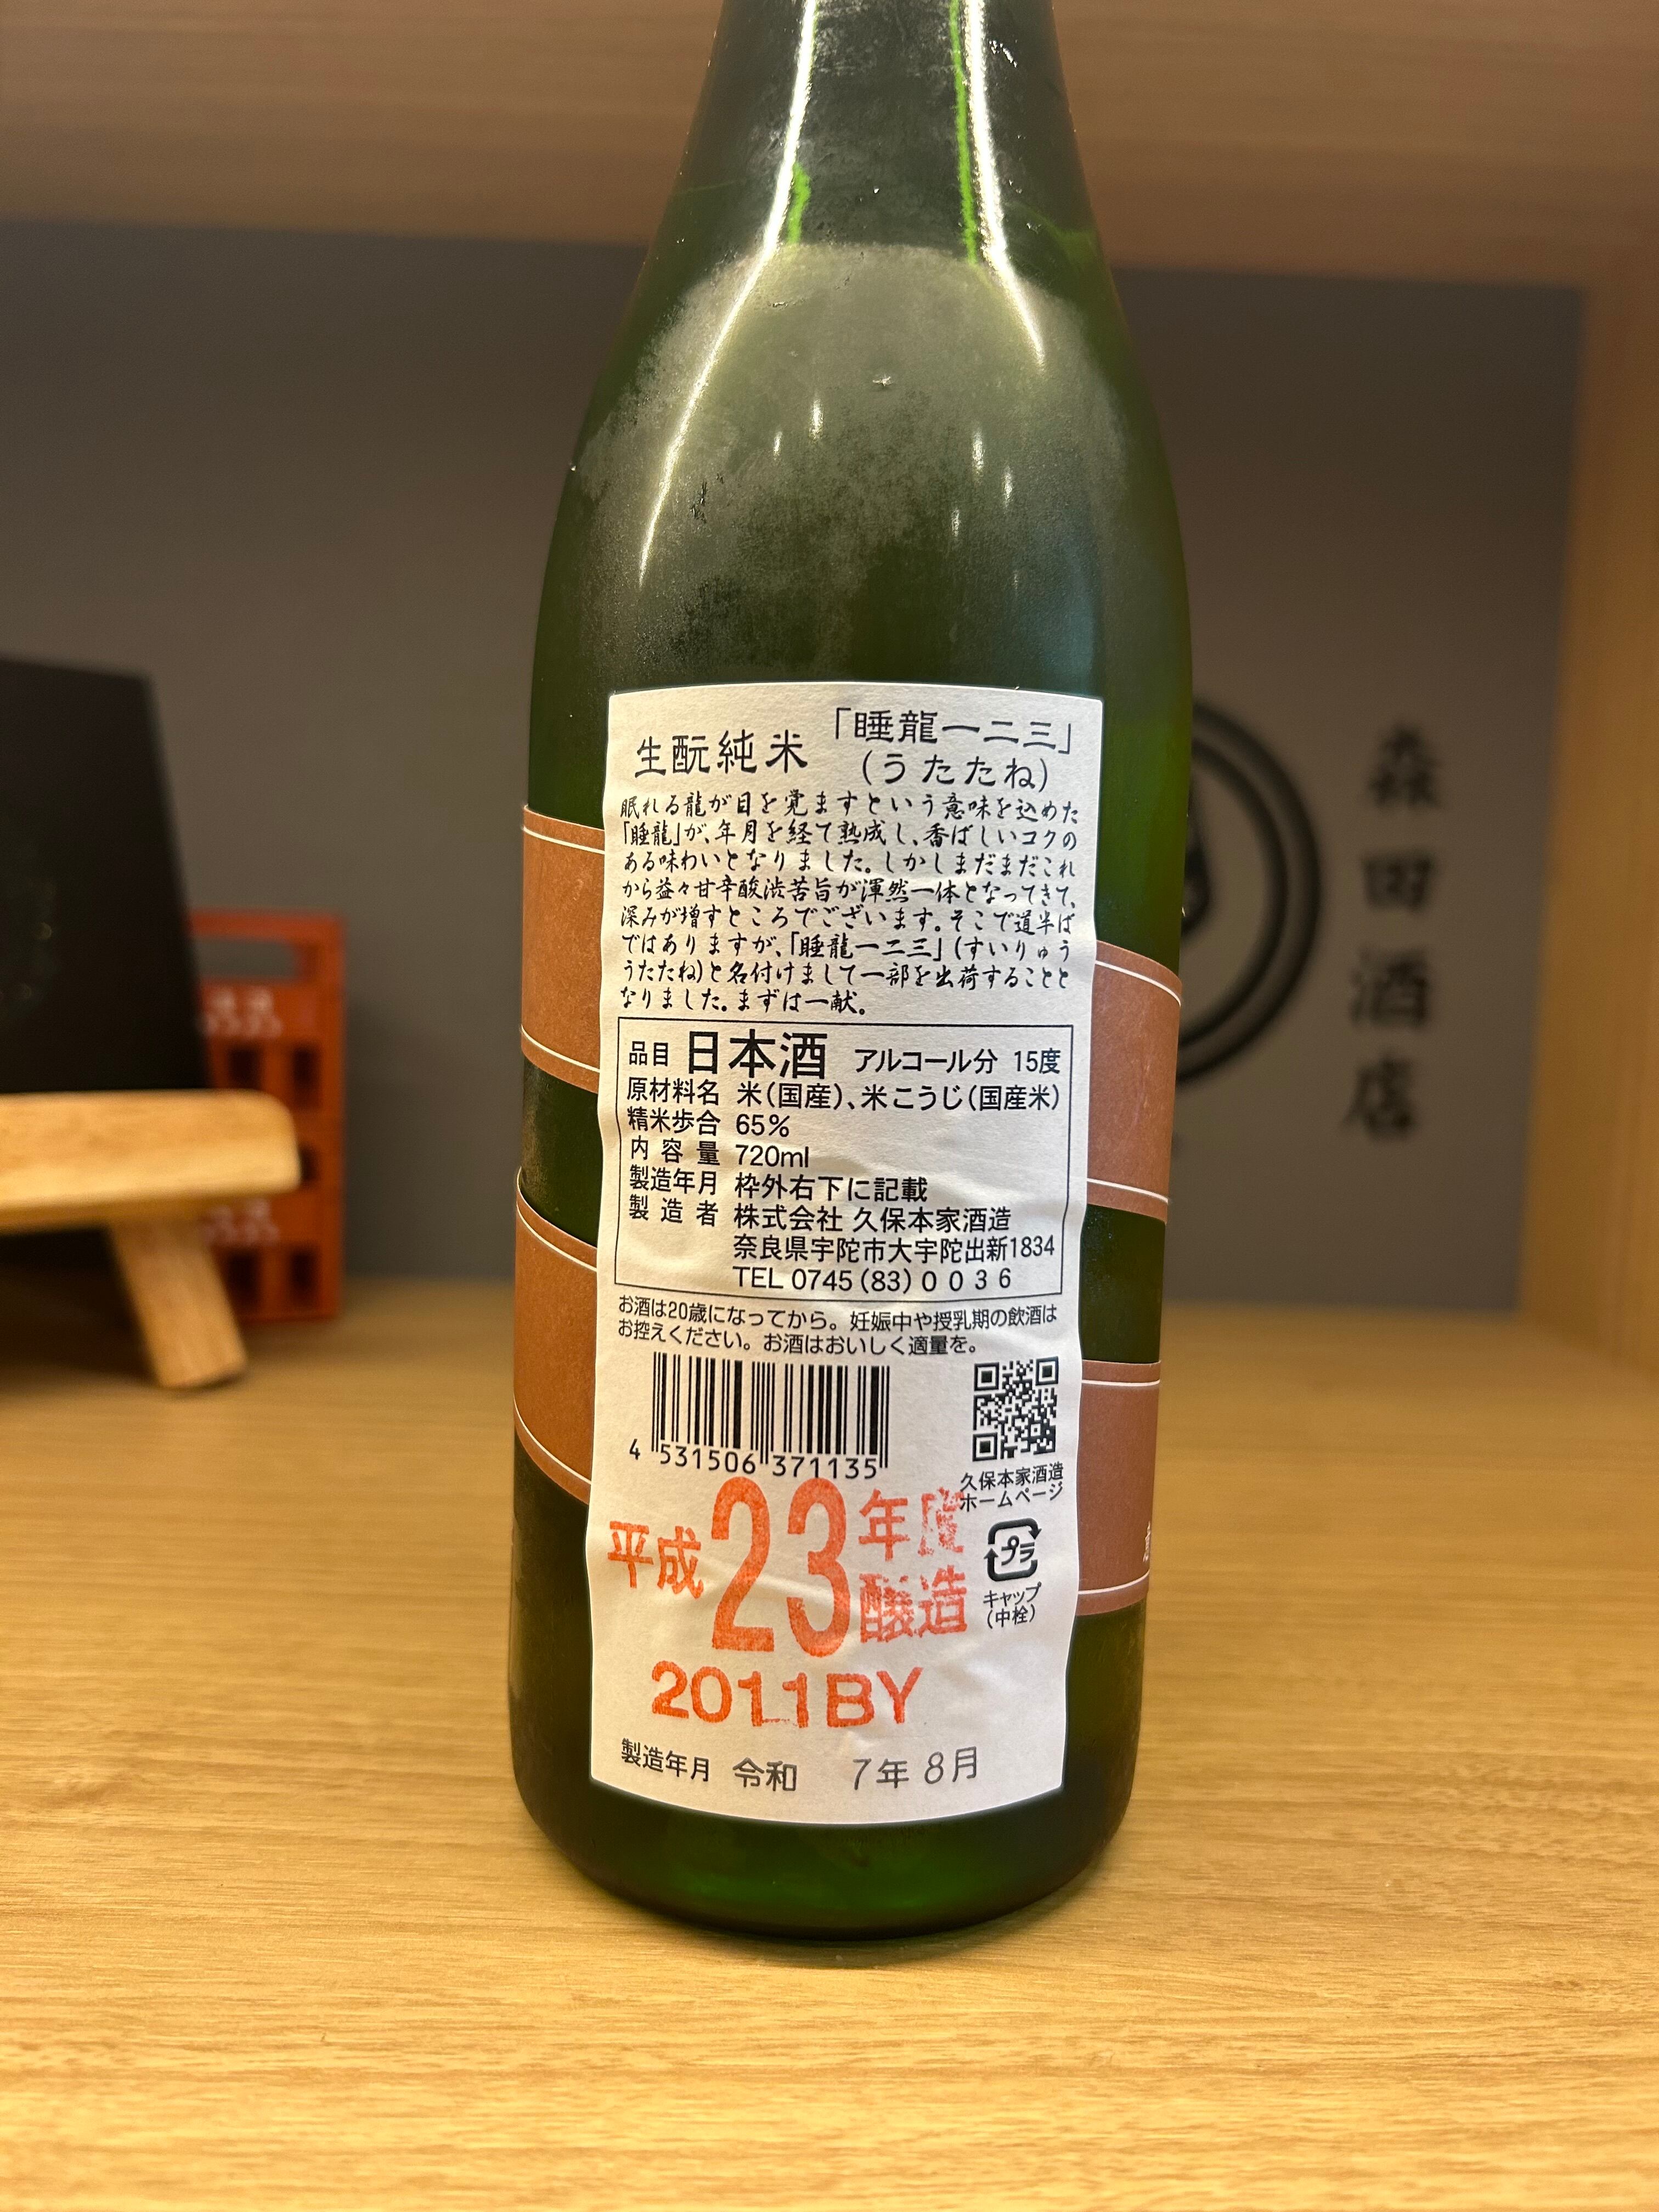 生酛純米
「睡龍一二三」
(うたたね)
眠れる龍が目を覚ますという意味を込めた
「睡龍」が、年月を経て熟成し、香ばしいコクの
ある味わいとなりました。しかしまだまだこれ
から益々甘辛酸渋苦旨が渾然一体となってきて、
深みが増すところでございます。そこで道半ば
ではありますが、「睡龍一二三」(すいりゅう
うたたね)と名付けまして一部を出荷することと
なりました。まずは一献。
品目 日本酒 アルコール分 15度
原材料名 米(国産)、米こうじ(国産米)
精米歩合 65%
内容量 720ml
製造年月 枠外右下に記載
製造者 株式会社 久保本家酒造
奈良県宇陀市大宇陀出新1834
TEL 0745(83)0036
お酒は20歳になってから。妊娠中や授乳期の飲酒は
お控えください。お酒はおいしく適量を。
4 531506 371135
久保本家酒造
ホームページ
平成23年度醸造
プラ
キャップ
(中栓)
2011BY
製造年月 令和 7年 8月
森田酒店